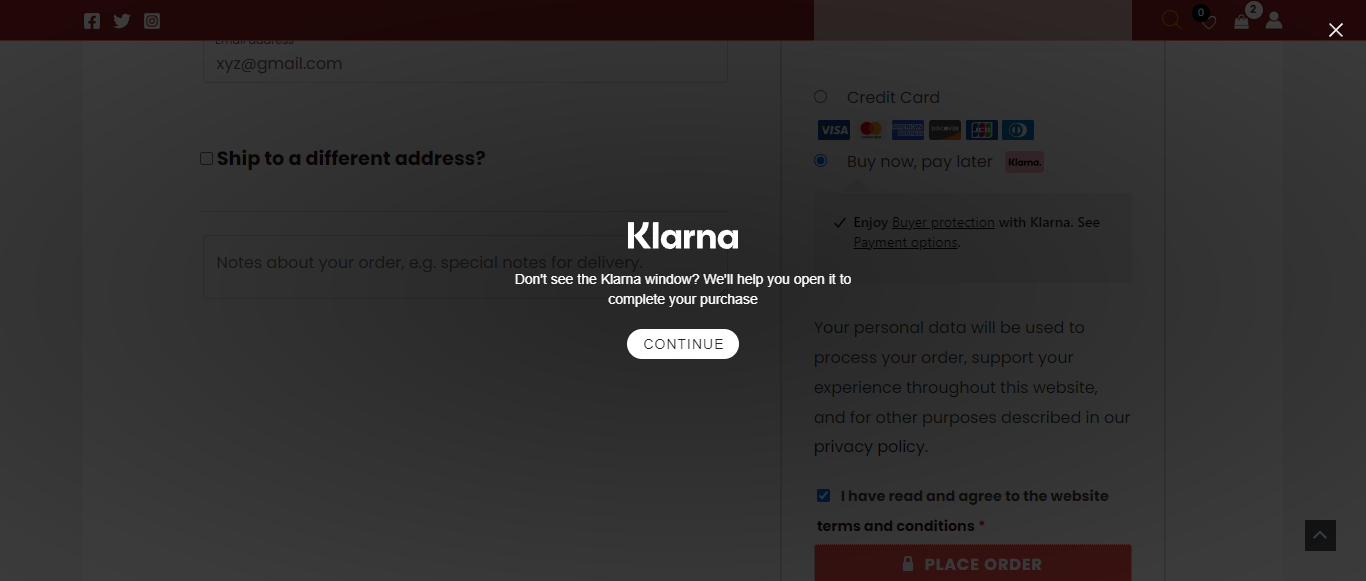 0
2
Email address
xyz@gmail.com
Credit Card
VISA
DISCOVER
JCB
Buy now, pay later Klarna.
Ship to a different address?
Enjoy Buyer protection with Klarna. See
Payment options.
Klarna
Notes about your order, e.g. special notes for delivery.
Don't see the Klarna window? We'll help you open it to
complete your purchase
CONTINUE
Your personal data will be used to
process your order, support your
experience throughout this website,
and for other purposes described in our
privacy policy.
I have read and agree to the website
terms and conditions *
PLACE ORDER